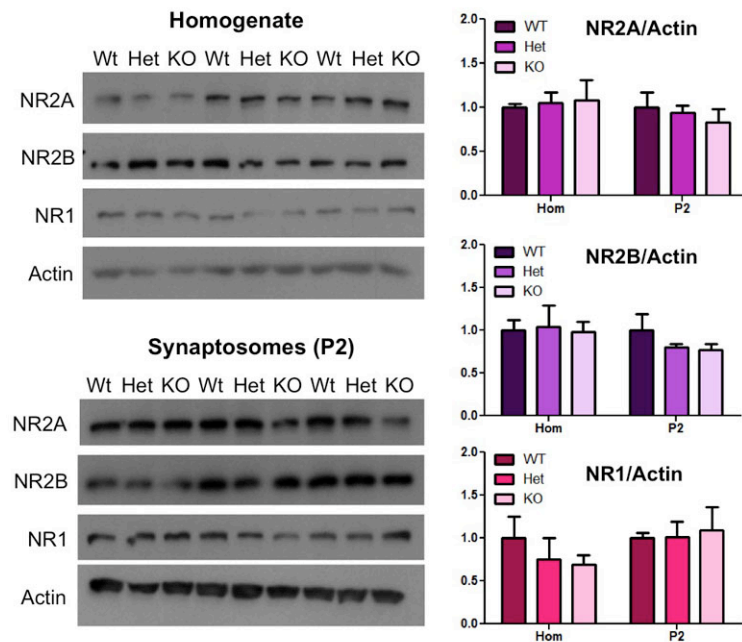 Homogenate
Wt Het KO Wt Het KO Wt Het KO
NR2A
NR2B
NR1
Actin
Synaptosomes (P2)
Wt Het KO Wt Het KO Wt Het KO
NR2A
NR2B
NR1
Actin
NR2A/Actin
WT
Het
KO
2.0
1.5
1.0
0.5
0.0
Hom P2
NR2B/Actin
WT
Het
KO
2.0
1.5
1.0
0.5
0.0
Hom P2
NR1/Actin
WT
Het
KO
2.0
1.5
1.0
0.5
0.0
Hom P2